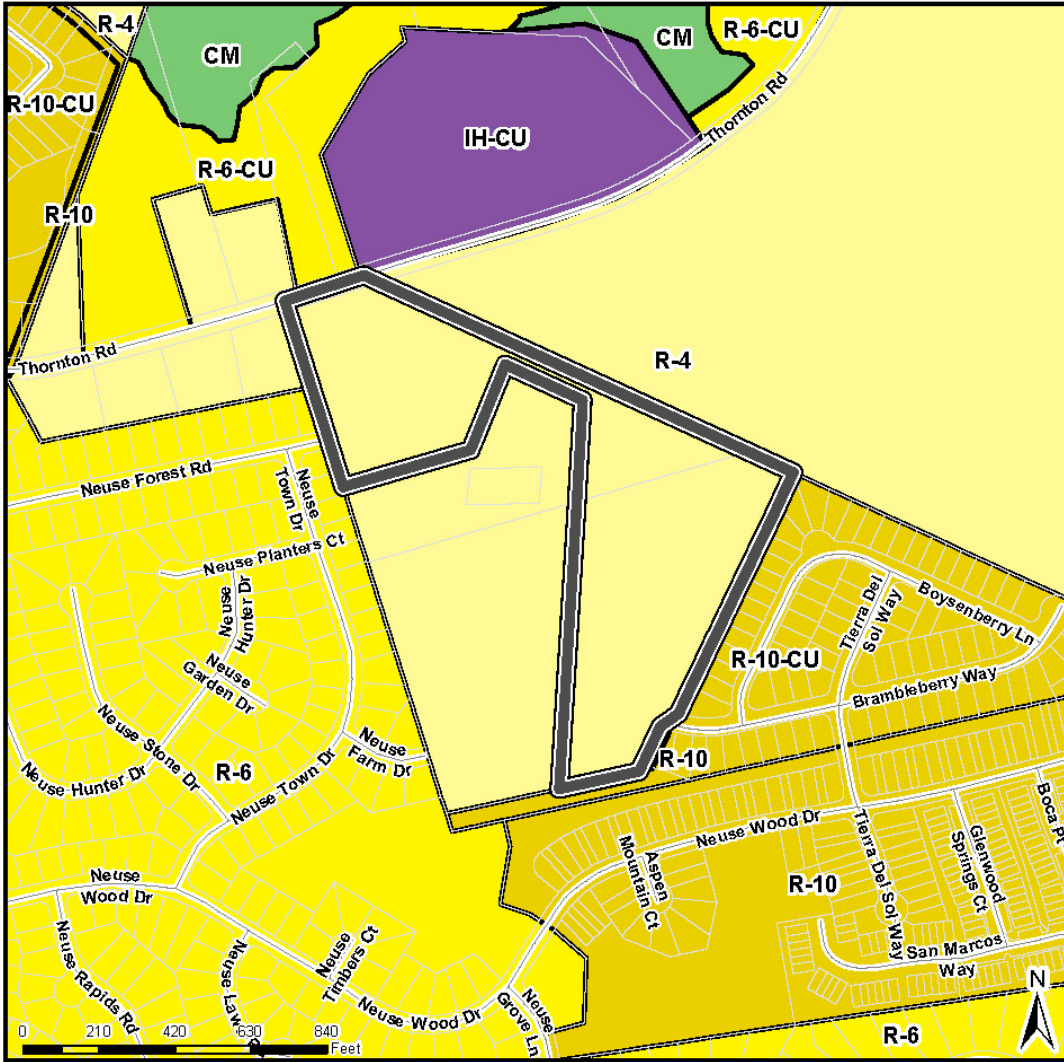 R-4
CM
CM
R-6-CU
R-10-CU
IH-CU
Thornton Rd
R-6-CU
R-10
Thornton Rd
R-4
Neuse Forest Rd
Neuse
Town Dr
Neuse Planters Ct
Neuse
Hunter Dr
Neuse
Garden Dr
Neuse Stone Dr
Neuse Hunter Dr
R-6
Neuse Town Dr
Neuse
Farm Dr
Tierra Del
Sol Way
Boysenberry Ln
R-10-CU
Brambleberry Way
R-10
Neuse Wood Dr
Aspen
Mountain Ct
Tierra Del Sol Way
Glenwood
Springs Ct
Boca Pt
R-10
San Marcos
Way
Neuse
Wood Dr
Neuse Rapids Rd
Neuse
Timbers Ct
Neuse Wood Dr
Neuse
Grove Ln
R-6
N
0 210 420 630 840
Feet